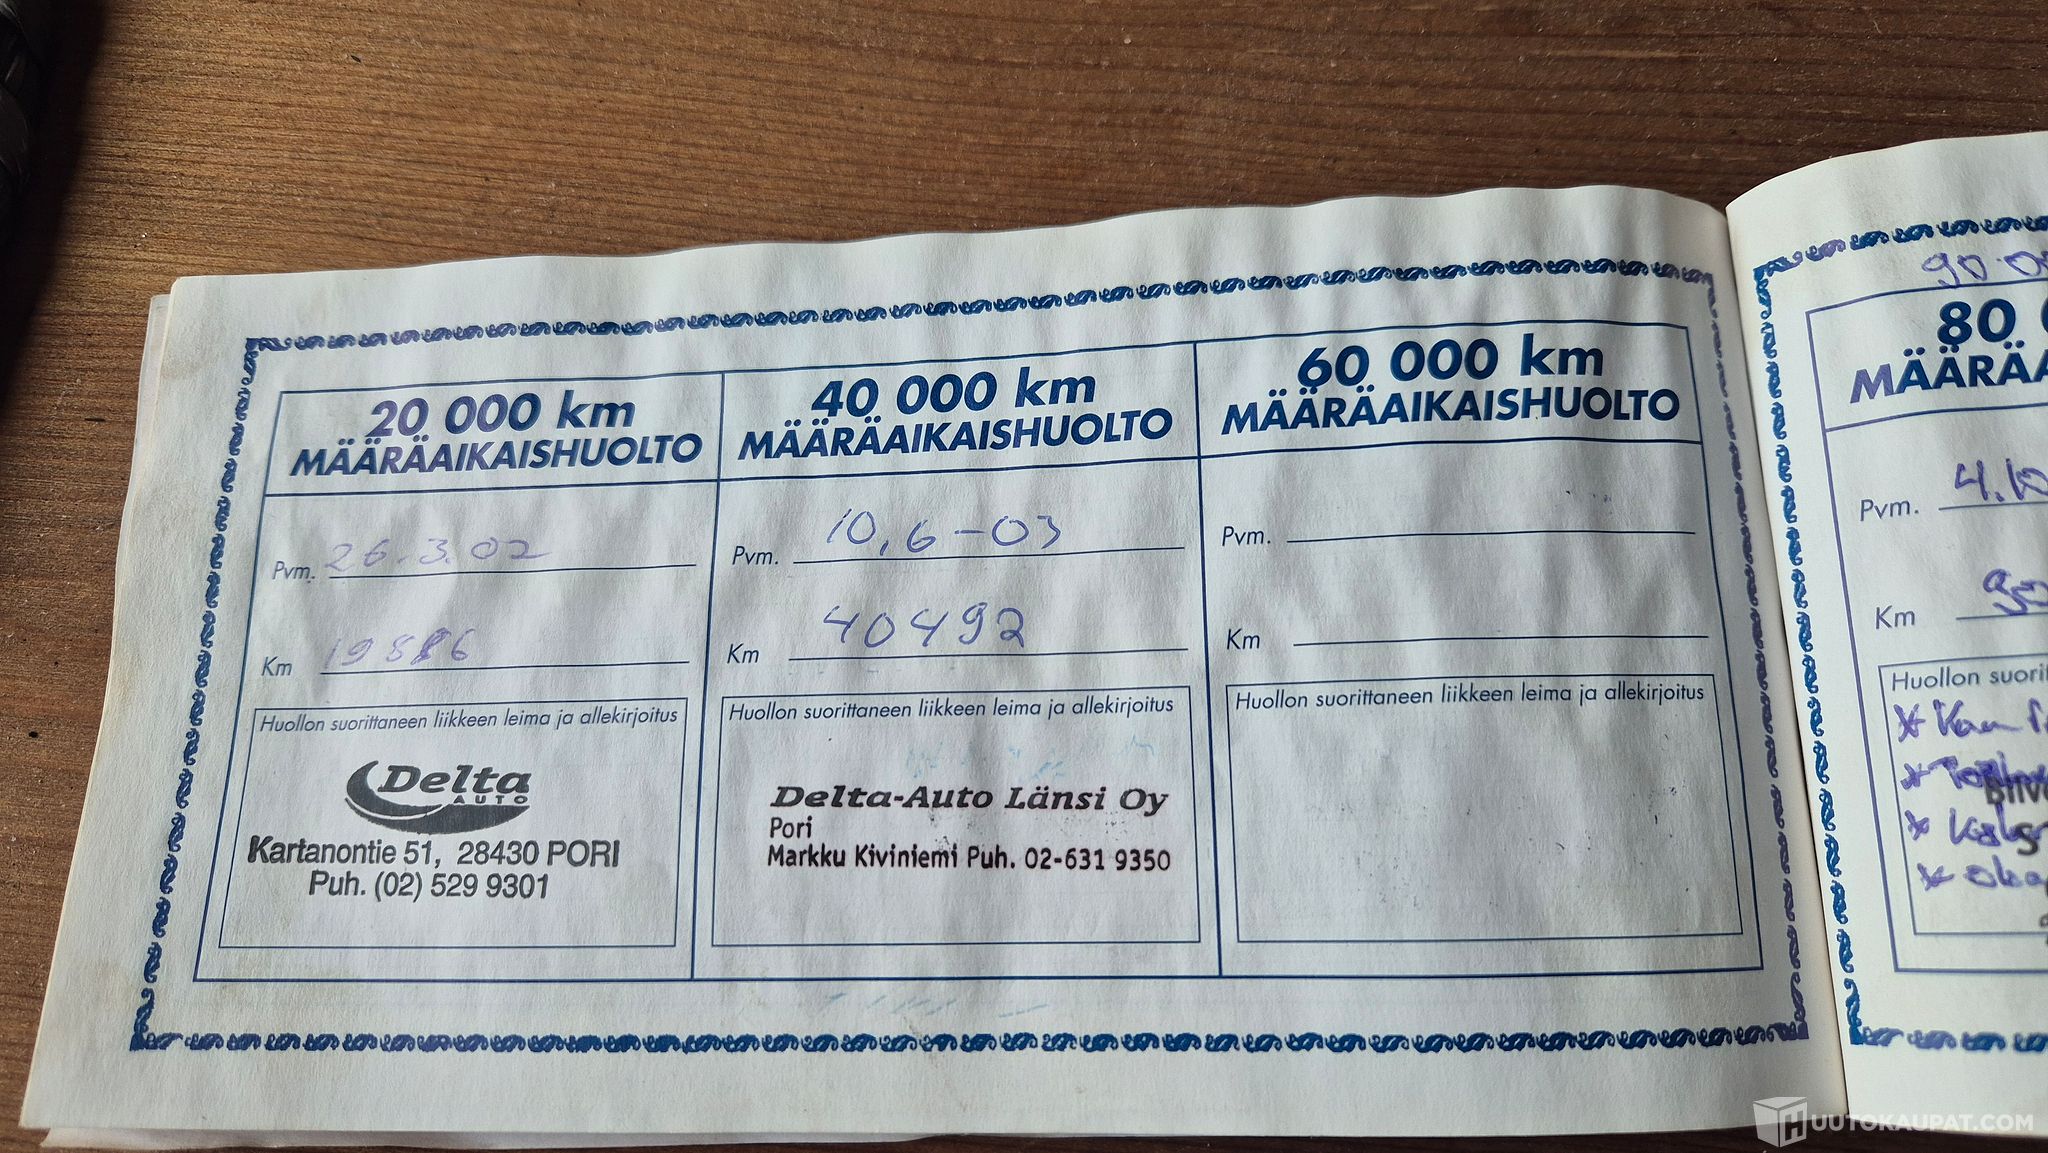 20 000 km
MÄÄRÄAIKAISHUOLTO
Pvm. 26.3.02
Km
Huollon suorittaneen liikkeen leima ja allekirjoitus
Delta
AUTO
Kartanontie 51, 28430 PORI
Puh. (02) 529 9301
40 000 km
MÄÄRÄAIKAISHUOLTO
Pvm. 10.6-03
Km 40492
Huollon suorittaneen liikkeen leima ja allekirjoitus
Delta-Auto Länsi Oy
Pori
Markku Kiviniemi Puh. 02-631 9350
60 000 km
MÄÄRÄAIKAISHUOLTO
Pvm.
Km
Huollon suorittaneen liikkeen leima ja allekirjoitus
80
Pvm. 4.10
Km
Huollon
HUUTOKAUPAT.COM